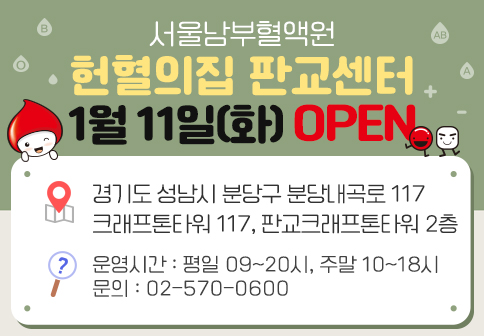 서울남부혈액원
헌혈의집 판교센터
1월 11일(화) OPEN
B
O
AB
A
경기도 성남시 분당구 분당내곡로 117
크래프톤타워 117, 판교크래프톤타워 2층
?
운영시간 : 평일 09~20시, 주말 10~18시
문의 : 02-570-0600